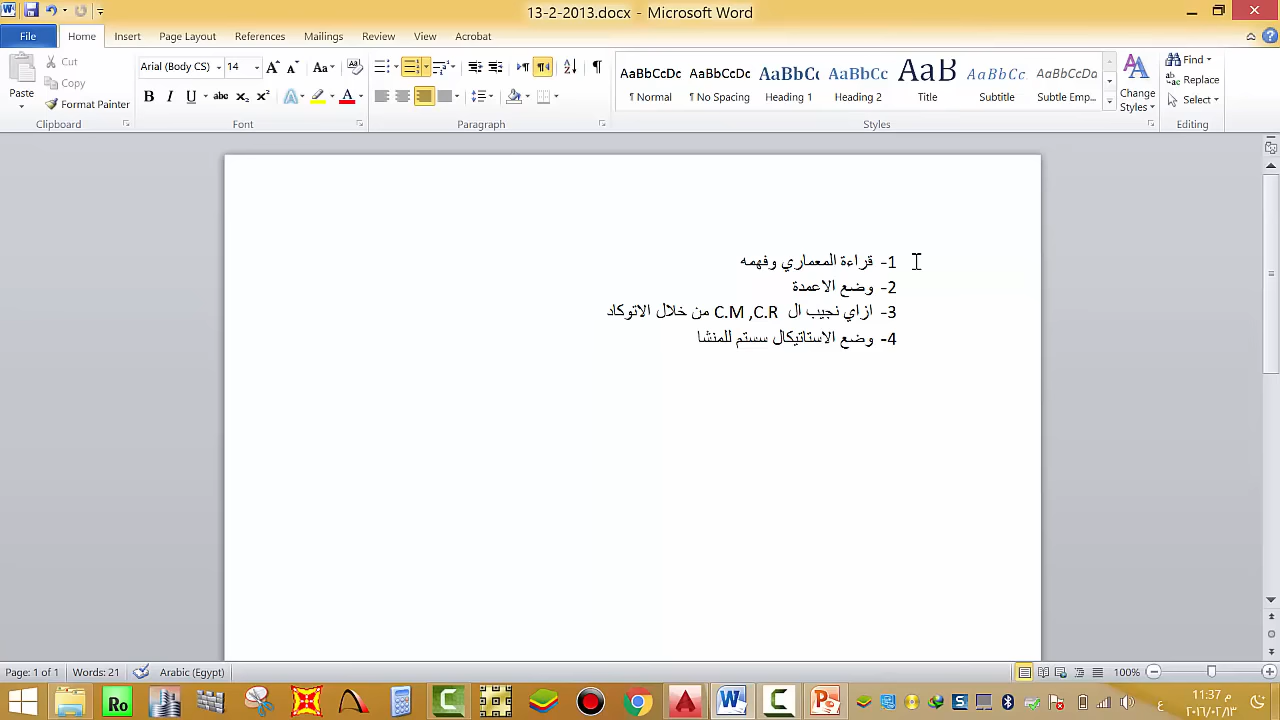 13-2-2013.docx - Microsoft Word
File Home Insert Page Layout References Mailings Review View Acrobat
Cut
Copy
Format Painter
Paste
Clipboard
Arial (Body CS) 14
Font
Paragraph
AaBbCcDc AaBbCcDc AaBbCc AaBbCc AaB AaBbCc. AaBbCcDa
¶ Normal ¶ No Spacing Heading 1 Heading 2 Title Subtitle Subtle Emp...
Change Styles
Styles
Find
Replace
Select
Editing
1- قراءة المعماري وفهمه
2- وضع الاعمدة
3- ازاي نجيب ال C.M ,C.R من خلال الاتوكاد
4- وضع الاستاتيكال سستم للمنشا
Page: 1 of 1 Words: 21 Arabic (Egypt) 100%
Ro
ع
11:37 م
٢٠١٦/٠٢/١٣